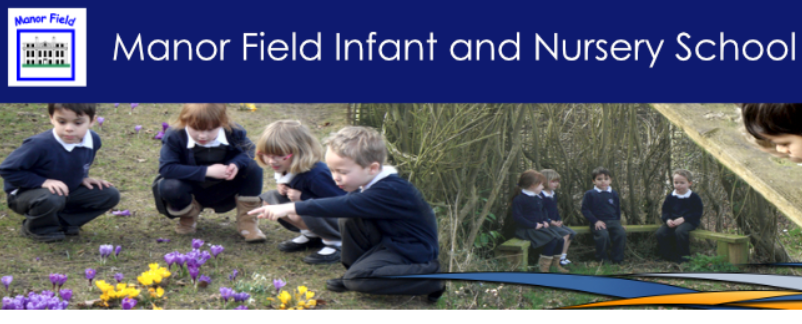 Manor Field
Manor Field Infant and Nursery School